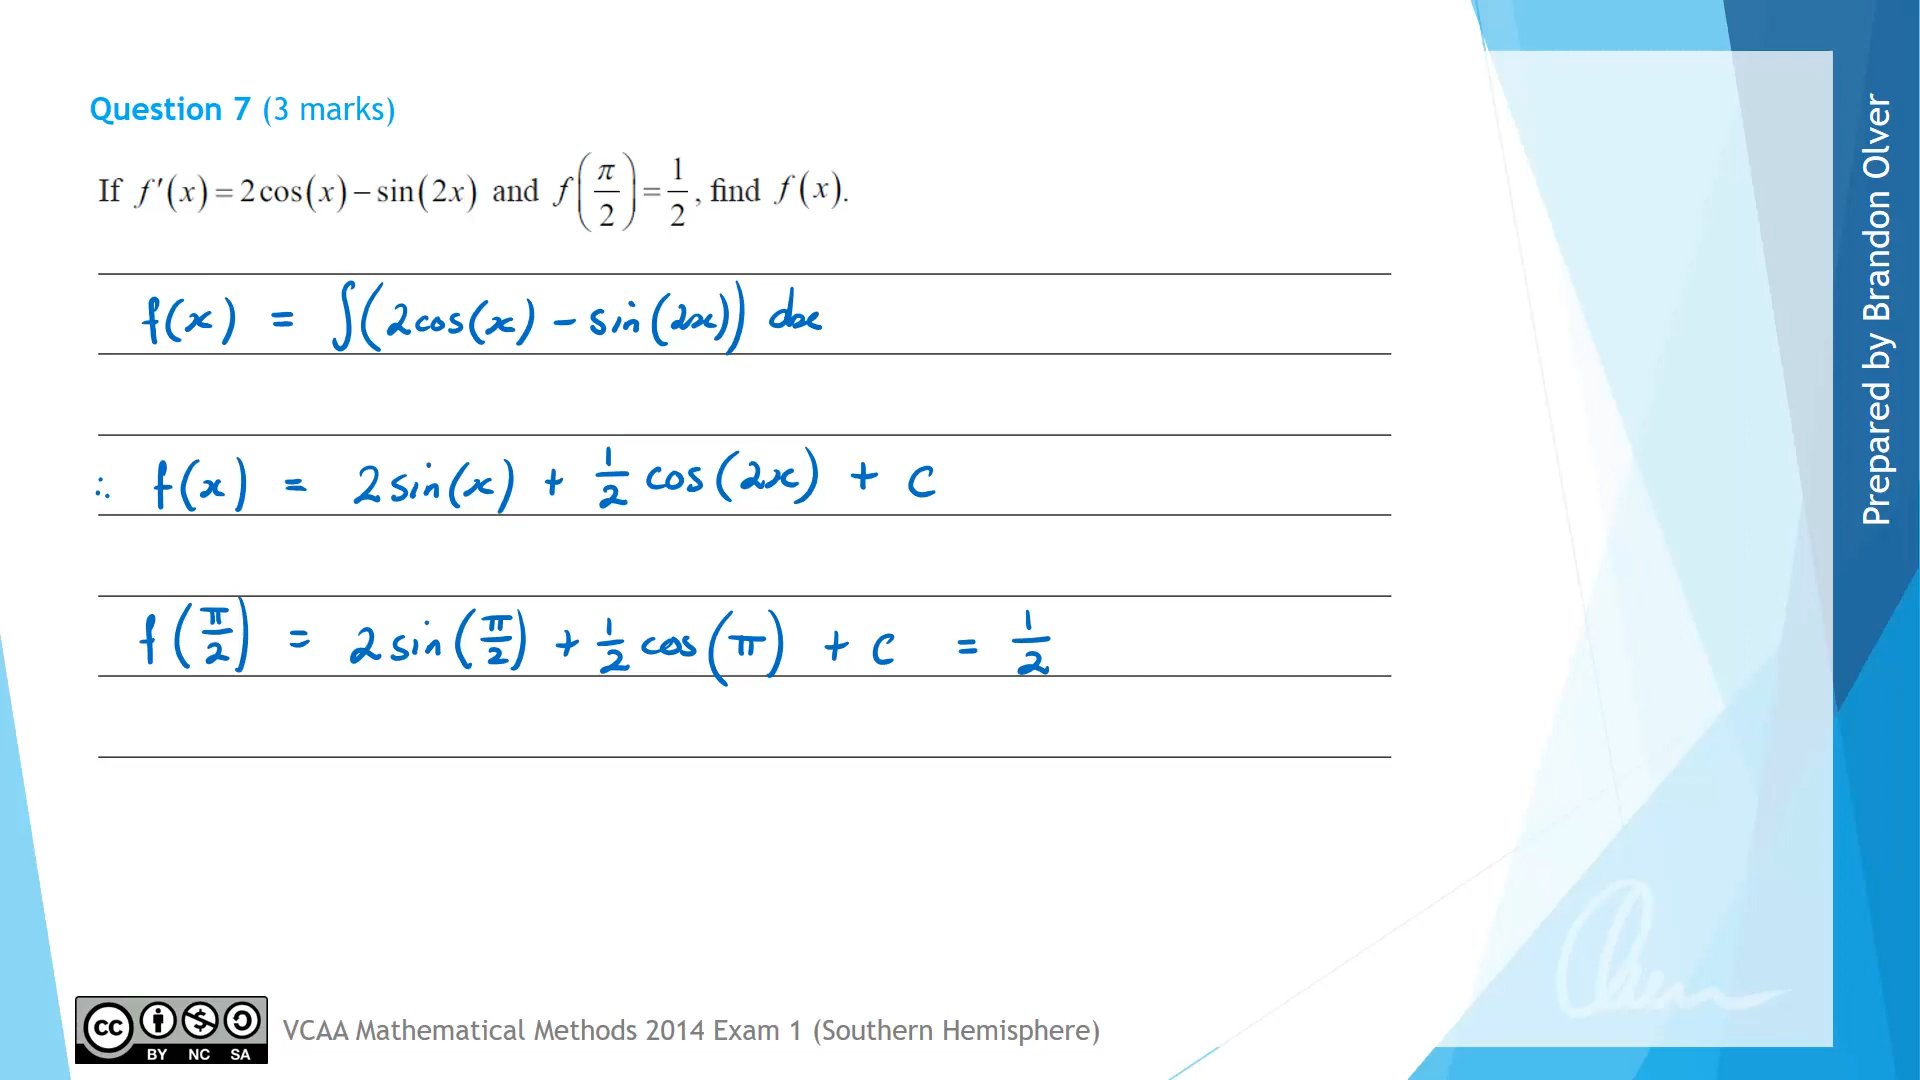 Question 7 (3 marks)
If f′(x) = 2cos(x) − sin(2x) and f(π/2) = 1/2, find f(x).
f(x) = ∫(2cos(x) − sin(2x)) dx
∴ f(x) = 2sin(x) + 1/2 cos(2x) + c
f(π/2) = 2sin(π/2) + 1/2 cos(π) + c = 1/2
Prepared by Brandon Olver
cc BY NC SA
VCAA Mathematical Methods 2014 Exam 1 (Southern Hemisphere)